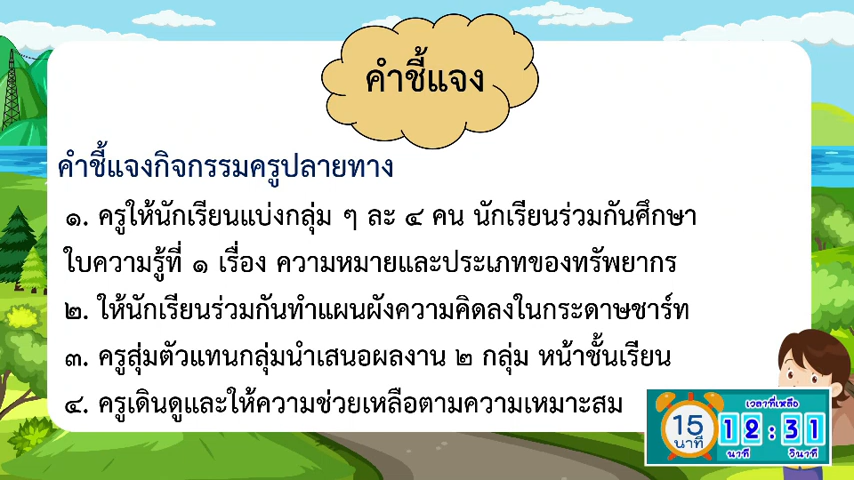 คำชี้แจง
คำชี้แจงกิจกรรมครูปลายทาง
๑. ครูให้นักเรียนแบ่งกลุ่ม ๆ ละ ๔ คน นักเรียนร่วมกันศึกษา
ใบความรู้ที่ ๑ เรื่อง ความหมายและประเภทของทรัพยากร
๒. ให้นักเรียนร่วมกันทำแผนผังความคิดลงในกระดาษชาร์ท
๓. ครูสุ่มตัวแทนกลุ่มนำเสนอผลงาน ๒ กลุ่ม หน้าชั้นเรียน
๔. ครูเดินดูและให้ความช่วยเหลือตามความเหมาะสม
เวลาที่เหลือ
15
นาที
12:31
นาที วินาที